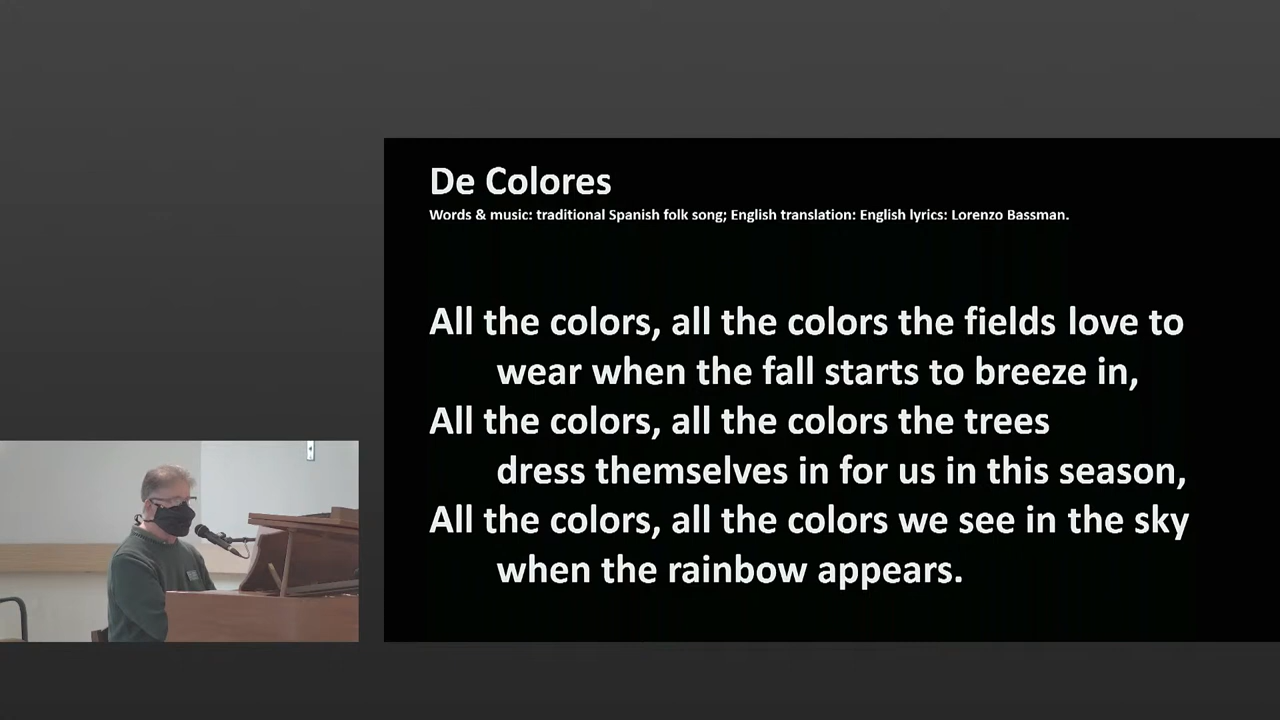 De Colores
Words & music: traditional Spanish folk song; English translation: English lyrics: Lorenzo Bassman.
All the colors, all the colors the fields love to
wear when the fall starts to breeze in,
All the colors, all the colors the trees
dress themselves in for us in this season,
All the colors, all the colors we see in the sky
when the rainbow appears.